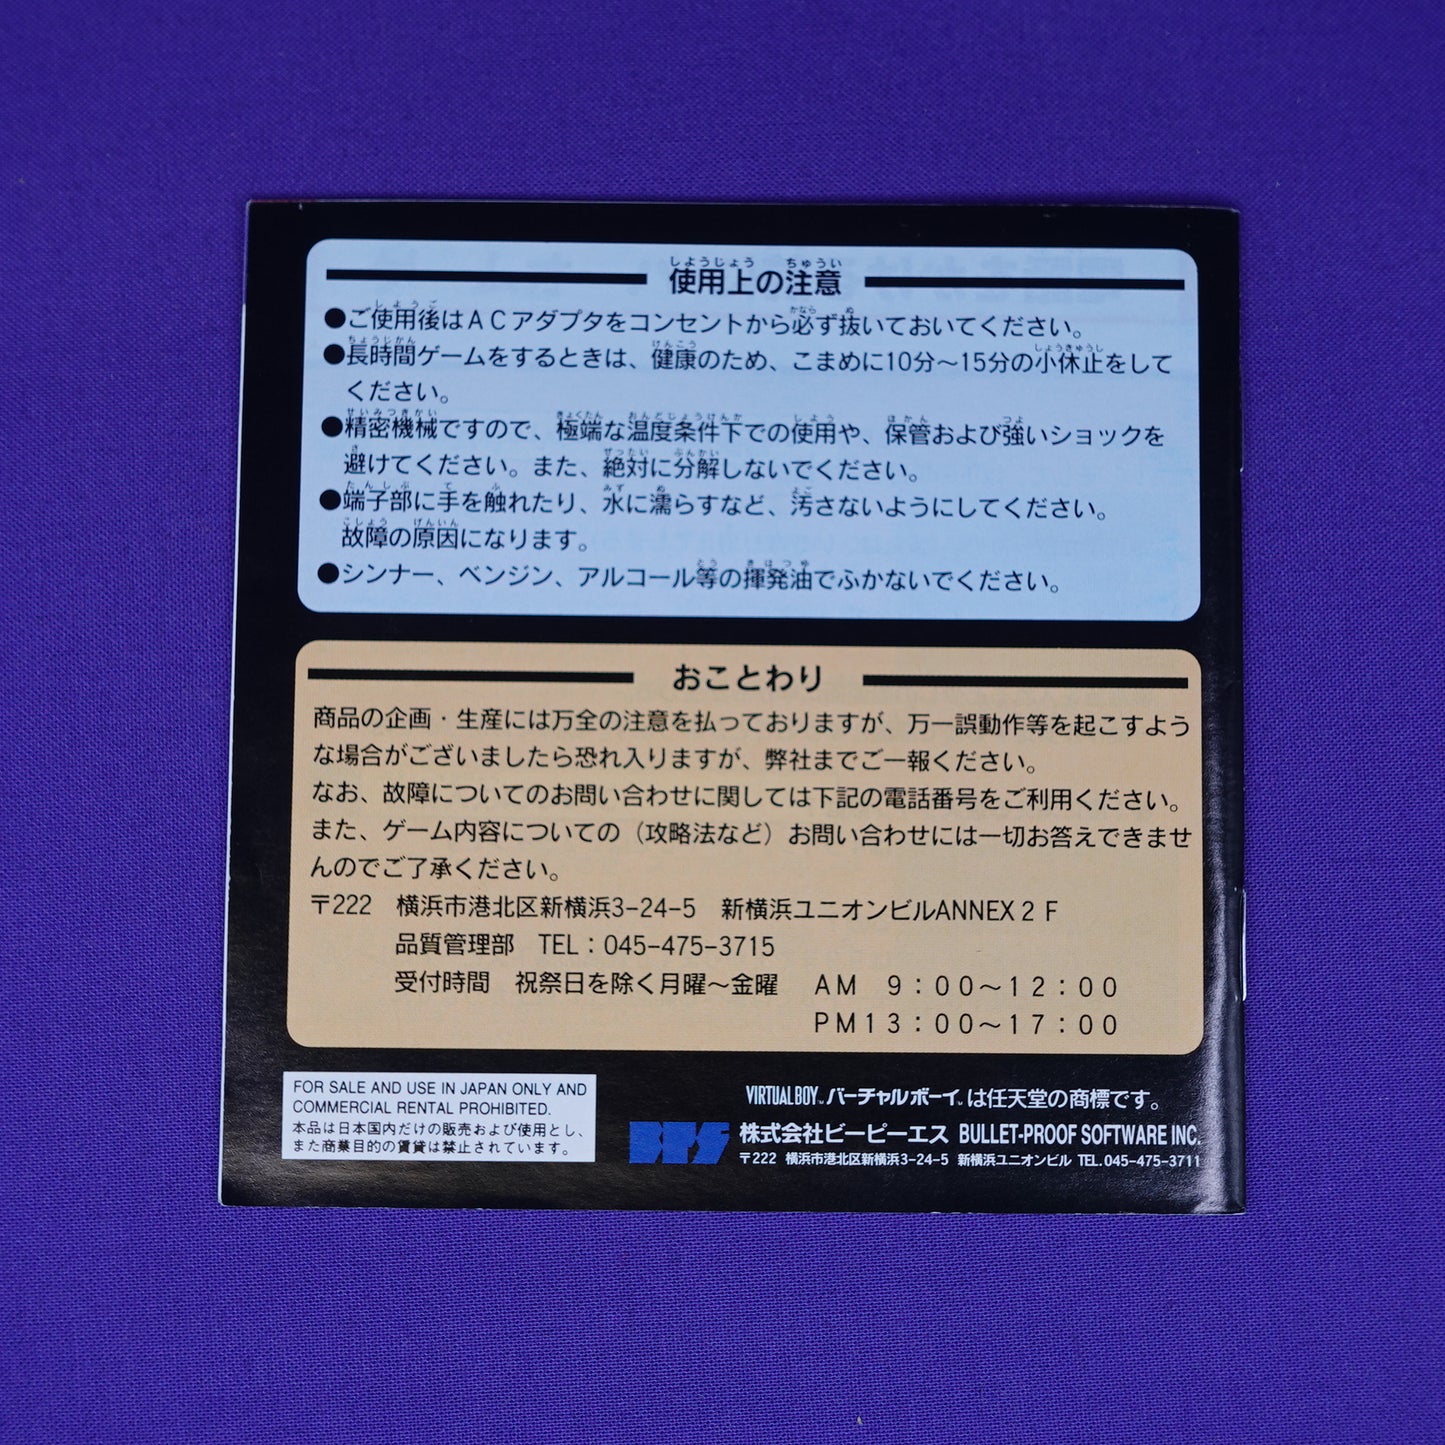 使用上の注意
●ご使用後はACアダプタをコンセントから必ず抜いておいてください。
●長時間ゲームをするときは、健康のため、こまめに10分〜15分の小休止をして
ください。
●精密機械ですので、極端な温度条件下での使用や、保管および強いショックを
避けてください。また、絶対に分解しないでください。
●端子部に手を触れたり、水に濡らすなど、汚さないようにしてください。
故障の原因になります。
●シンナー、ベンジン、アルコール等の揮発油でふかないでください。
おことわり
商品の企画・生産には万全の注意を払っておりますが、万一誤動作等を起こすよう
な場合がございましたら恐れ入りますが、弊社までご一報ください。
なお、故障についてのお問い合わせに関しては下記の電話番号をご利用ください。
また、ゲーム内容についての（攻略法など）お問い合わせには一切お答えできませ
んのでご了承ください。
〒222 横浜市港北区新横浜3-24-5 新横浜ユニオンビルANNEX2F
品質管理部 TEL：045-475-3715
受付時間 祝祭日を除く月曜〜金曜 AM 9：00〜12：00
PM13：00〜17：00
FOR SALE AND USE IN JAPAN ONLY AND
COMMERCIAL RENTAL PROHIBITED.
本品は日本国内だけの販売および使用とし、
また商業目的の賃貸は禁止されています。
VIRTUAL BOY™ バーチャルボーイ™ は任天堂の商標です。
BPS 株式会社ビーピーエス BULLET-PROOF SOFTWARE INC.
〒222 横浜市港北区新横浜3-24-5 新横浜ユニオンビル TEL.045-475-3711